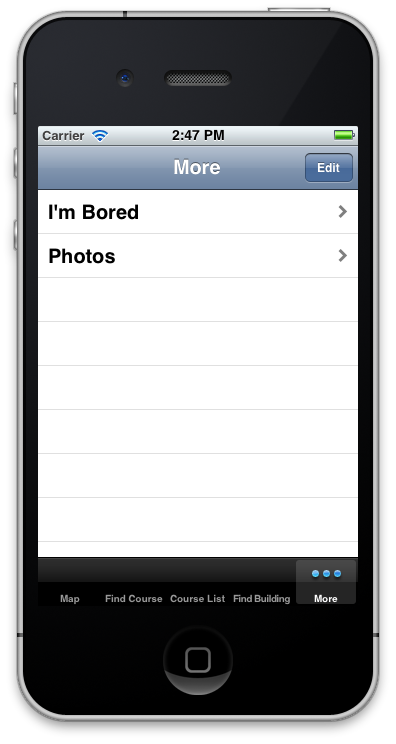 Carrier 2:47 PM
More Edit
I'm Bored
Photos
Map Find Course Course List Find Building More